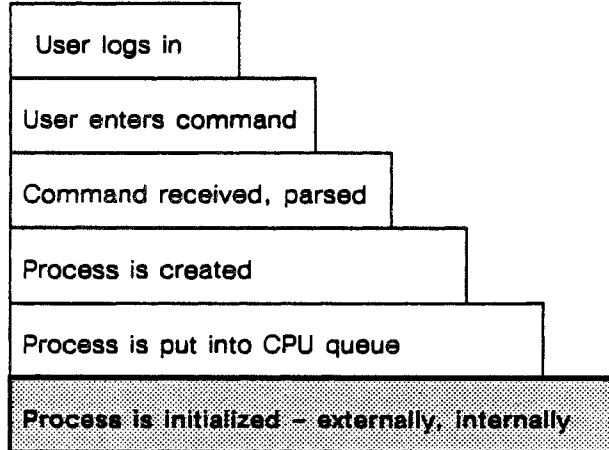 User logs in
User enters command
Command received, parsed
Process is created
Process is put into CPU queue
Process is initialized – externally, internally